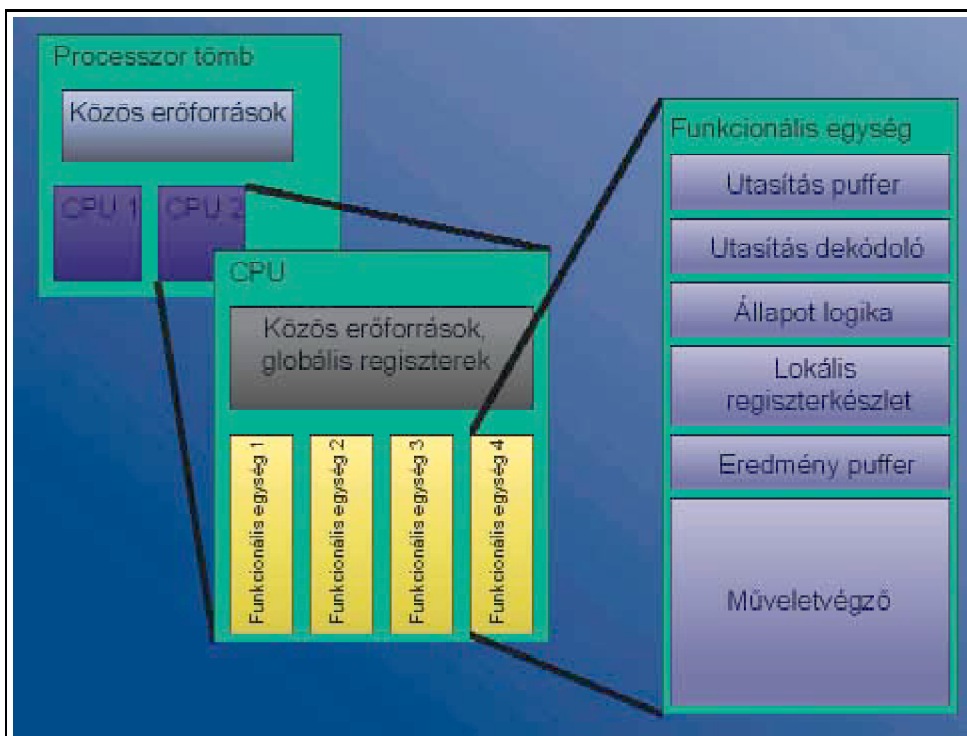 Processzor tömb
Közös erőforrások
CPU 1
CPU 2
CPU
Közös erőforrások,
globális regiszterek
Funkcionális egység 1
Funkcionális egység 2
Funkcionális egység 3
Funkcionális egység 4
Funkcionális egység
Utasítás puffer
Utasítás dekódoló
Állapot logika
Lokális
regiszterkészlet
Eredmény puffer
Műveletvégző